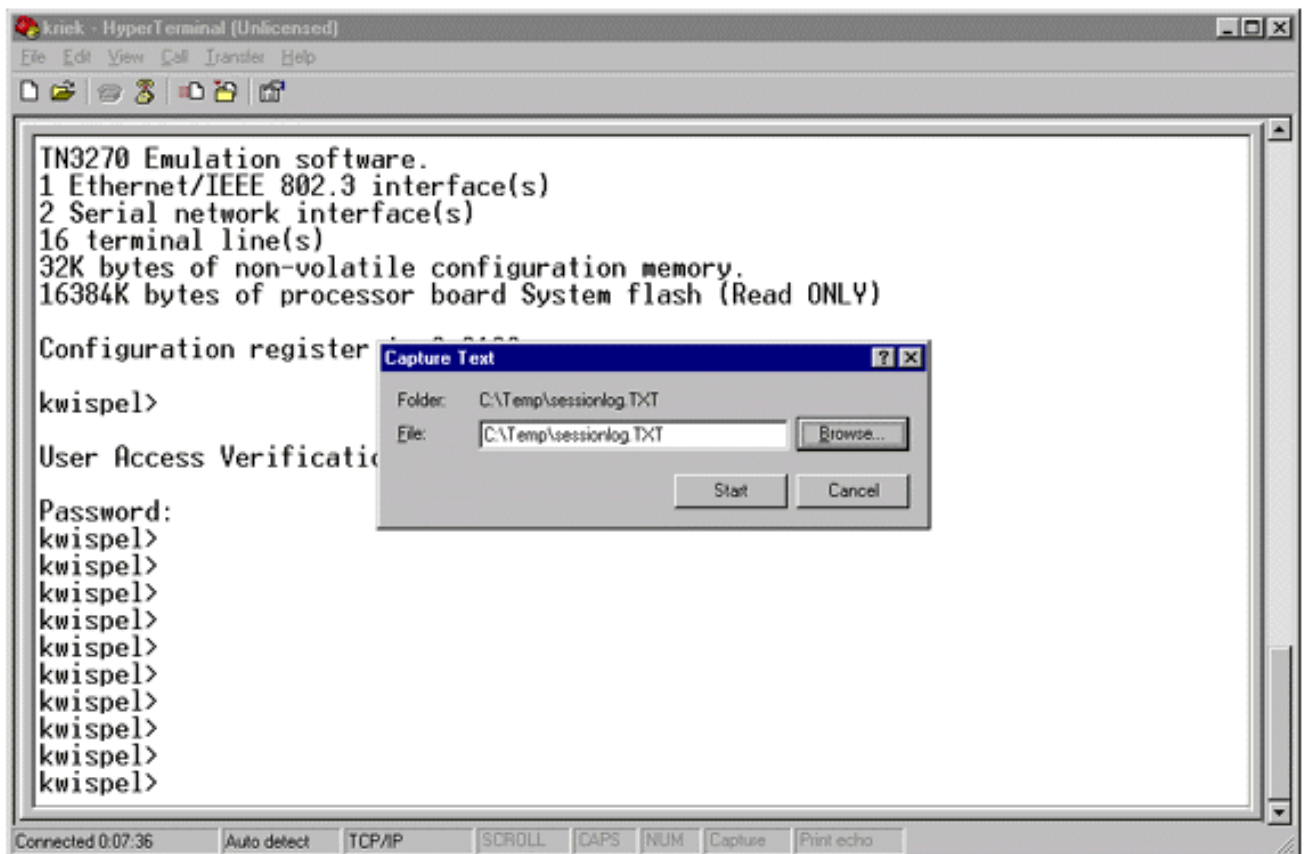 kriek - HyperTerminal (Unlicensed)
File Edit View Call Transfer Help
TN3270 Emulation software.
1 Ethernet/IEEE 802.3 interface(s)
2 Serial network interface(s)
16 terminal line(s)
32K bytes of non-volatile configuration memory.
16384K bytes of processor board System flash (Read ONLY)
Configuration register
kwispel>
User Access
Password:
kwispel>
kwispel>
kwispel>
kwispel>
kwispel>
kwispel>
kwispel>
kwispel>
kwispel>
kwispel>
Capture Text
Folder: C:\Temp\sessionlog.TXT
File: C:\Temp\sessionlog.TXT Browse...
Start Cancel
Connected 0:07:36 Auto detect TCP/IP SCROLL CAPS NUM Capture Print echo